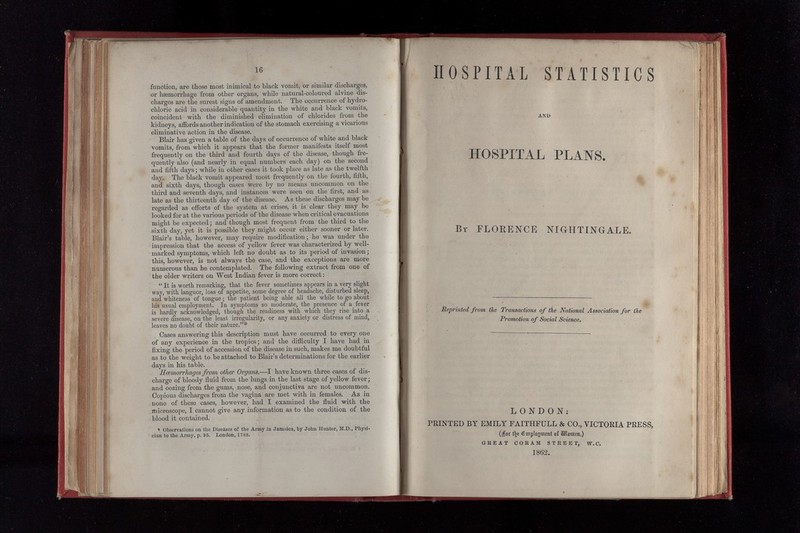 16
function, are those most inimical to black vomit, or similar discharges,
or hæmorrhage from other organs, while natural-coloured alvine dis-
charges are the surest signs of amendment. The occurrence of hydro-
chloric acid in considerable quantity in the white and black vomits,
coincident with the diminished elimination of chlorides from the
kidneys, affords another indication of the stomach exercising a vicarious
eliminative action in the disease.
Blair has given a table of the days of occurrence of white and black
vomits, from which it appears that the former manifests itself most
frequently on the third and fourth days of the disease, though fre-
quently also (and nearly in equal numbers each day) on the second
and fifth days; while in other cases it took place as late as the twelfth
day. The black vomit appeared most frequently on the fourth, fifth,
and sixth days, though cases were by no means uncommon on the
third and seventh days, and instances were seen on the first, and as
late as the thirteenth day of the disease. As these discharges may be
regarded as efforts of the system at crises, it is clear they may be
looked for at the various periods of the disease when critical evacuations
might be expected; and though most frequent from the third to the
sixth day, yet it is possible they might occur either sooner or later.
Blair's table, however, may require modification; he was under the
impression that the access of yellow fever was characterized by well-
marked symptoms, which left no doubt as to its period of invasion;
this, however, is not always the case, and the exceptions are more
numerous than he contemplated. The following extract from one of
the older writers on West Indian fever is more correct:
"It is worth remarking, that the fever sometimes appears in a very slight
way, with languor, loss of appetite, some degree of headache, disturbed sleep,
and whiteness of tongue; the patient being able all the while to go about
his usual employment. In symptoms so moderate, the presence of a fever
is hardly acknowledged, though the readiness with which they rise into a
severe disease, on the least irregularity, or any anxiety or distress of mind,
leaves no doubt of their nature."*
Cases answering this description must have occurred to every one
of any experience in the tropics; and the difficulty I have had in
fixing the period of accession of the disease in such, makes me doubtful
as to the weight to be attached to Blair's determinations for the earlier
days in his table.
Hæmorrhages from other Organs.—I have known three cases of dis-
charge of bloody fluid from the lungs in the last stage of yellow fever;
and oozing from the gums, nose, and conjunctiva are not uncommon.
Copious discharges from the vagina are met with in females. As in
none of these cases, however, had I examined the fluid with the
microscope, I cannot give any information as to the condition of the
blood it contained.
* Observations on the Diseases of the Army in Jamaica, by John Hunter, M.D., Physi-
cian to the Army, p. 90. London, 1788.
HOSPITAL STATISTICS
AND
HOSPITAL PLANS.
BY FLORENCE NIGHTINGALE.
Reprinted from the Transactions of the National Association for the
Promotion of Social Science.
LONDON:
PRINTED BY EMILY FAITHFULL & CO., VICTORIA PRESS,
(For the Employment of Women,)
GREAT CORAM STREET, W.C.
1862.